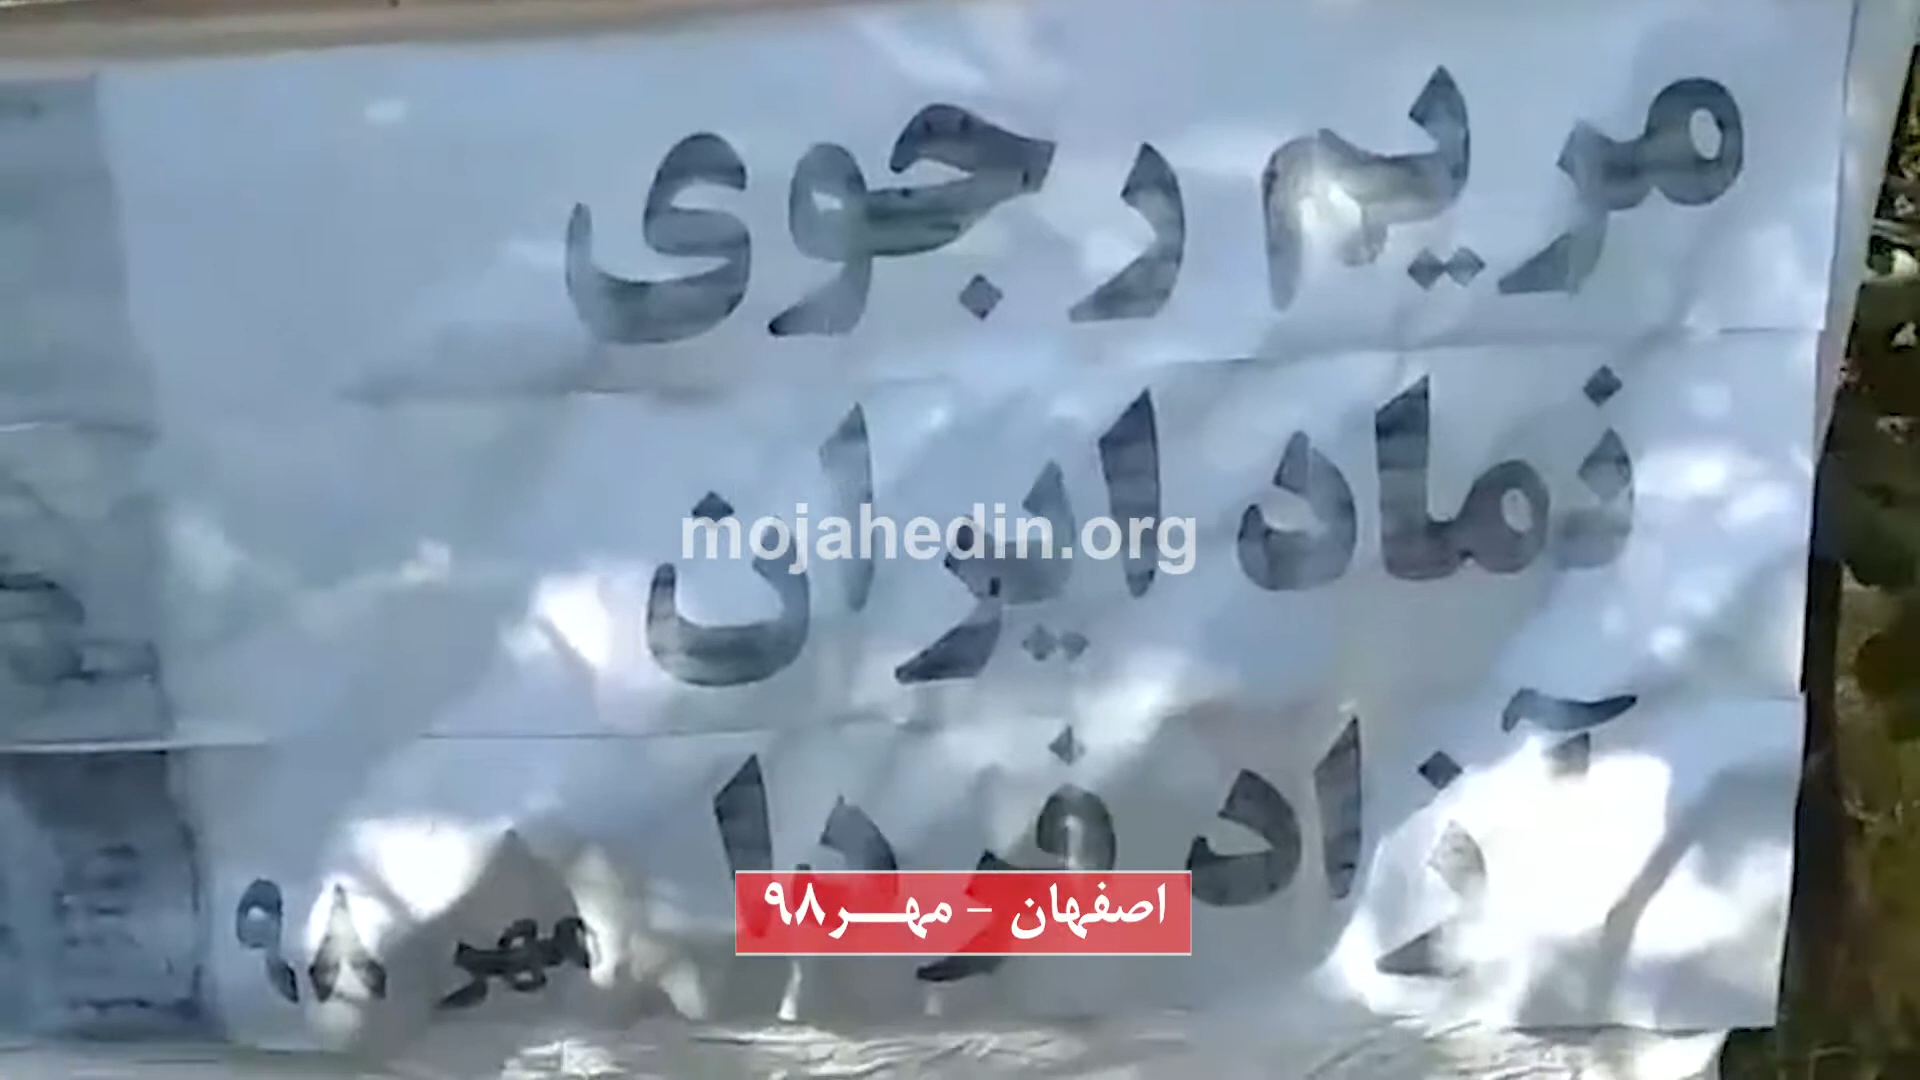 مریم رجوی
نماد ایران
mojahedin.org
آزاد فردا
مهر ۹۸
اصفهان - مهر۹۸